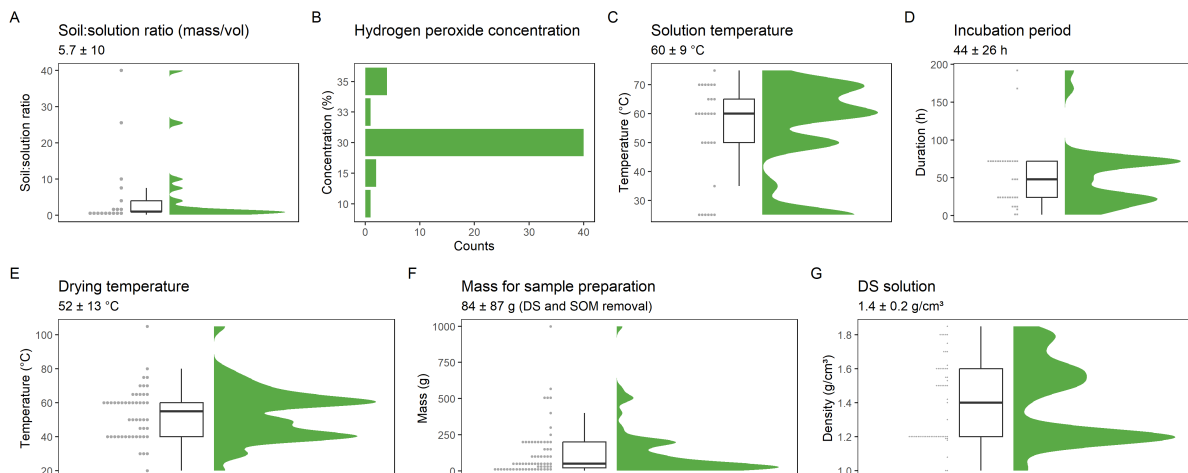 A
Soil:solution ratio (mass/vol)
5.7 ± 10
40
30
20
10
0
Soil:solution ratio
B
Hydrogen peroxide concentration
35
33
30
15
10
Concentration (%)
0
10
20
30
40
Counts
C
Solution temperature
60 ± 9 °C
70
60
50
40
30
Temperature (°C)
D
Incubation period
44 ± 26 h
200
150
100
50
0
Duration (h)
E
Drying temperature
52 ± 13 °C
100
80
60
40
20
Temperature (°C)
F
Mass for sample preparation
84 ± 87 g (DS and SOM removal)
1000
750
500
250
0
Mass (g)
G
DS solution
1.4 ± 0.2 g/cm³
1.8
1.6
1.4
1.2
1.0
Density (g/cm³)